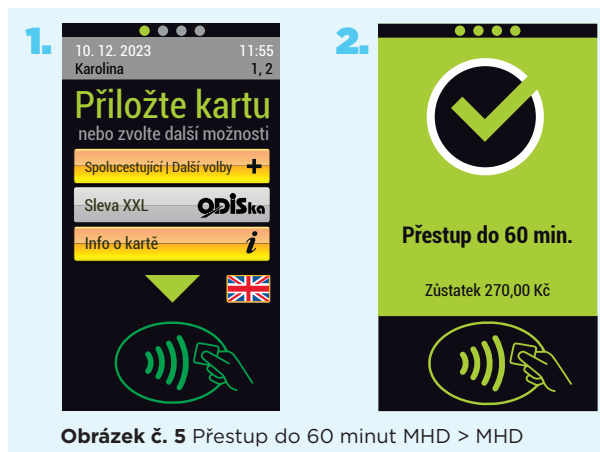 1.
10. 12. 2023 11:55
Karolina 1, 2
Přiložte kartu
nebo zvolte další možnosti
Spolucestující | Další volby +
Sleva XXL ODISka
Info o kartě i
2.
Přestup do 60 min.
Zůstatek 270,00 Kč
Obrázek č. 5 Přestup do 60 minut MHD > MHD